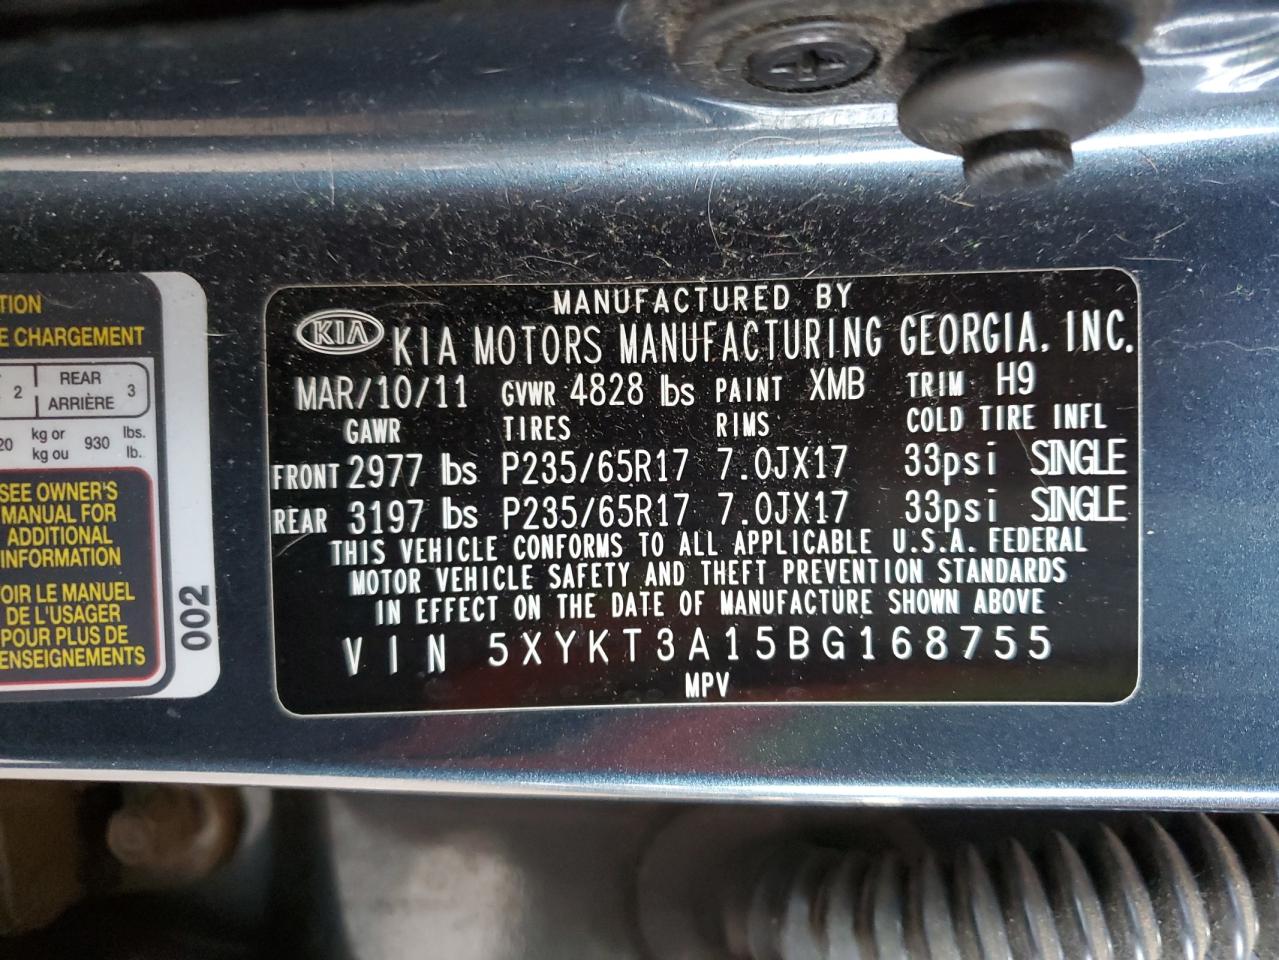 TION
E CHARGEMENT
2 REAR ARRIÈRE 3
20 kg or kg ou 930 lbs. lb.
SEE OWNER'S
MANUAL FOR
ADDITIONAL
INFORMATION
OIR LE MANUEL
DE L'USAGER
POUR PLUS DE
ENSEIGNEMENTS
002
MANUFACTURED BY
KIA KIA MOTORS MANUFACTURING GEORGIA, INC.
MAR/10/11 GVWR 4828 lbs PAINT XMB TRIM H9
GAWR TIRES RIMS COLD TIRE INFL
FRONT 2977 lbs P235/65R17 7.0JX17 33psi SINGLE
REAR 3197 lbs P235/65R17 7.0JX17 33psi SINGLE
THIS VEHICLE CONFORMS TO ALL APPLICABLE U.S.A. FEDERAL
MOTOR VEHICLE SAFETY AND THEFT PREVENTION STANDARDS
IN EFFECT ON THE DATE OF MANUFACTURE SHOWN ABOVE
VIN 5XYKT3A15BG168755
MPV